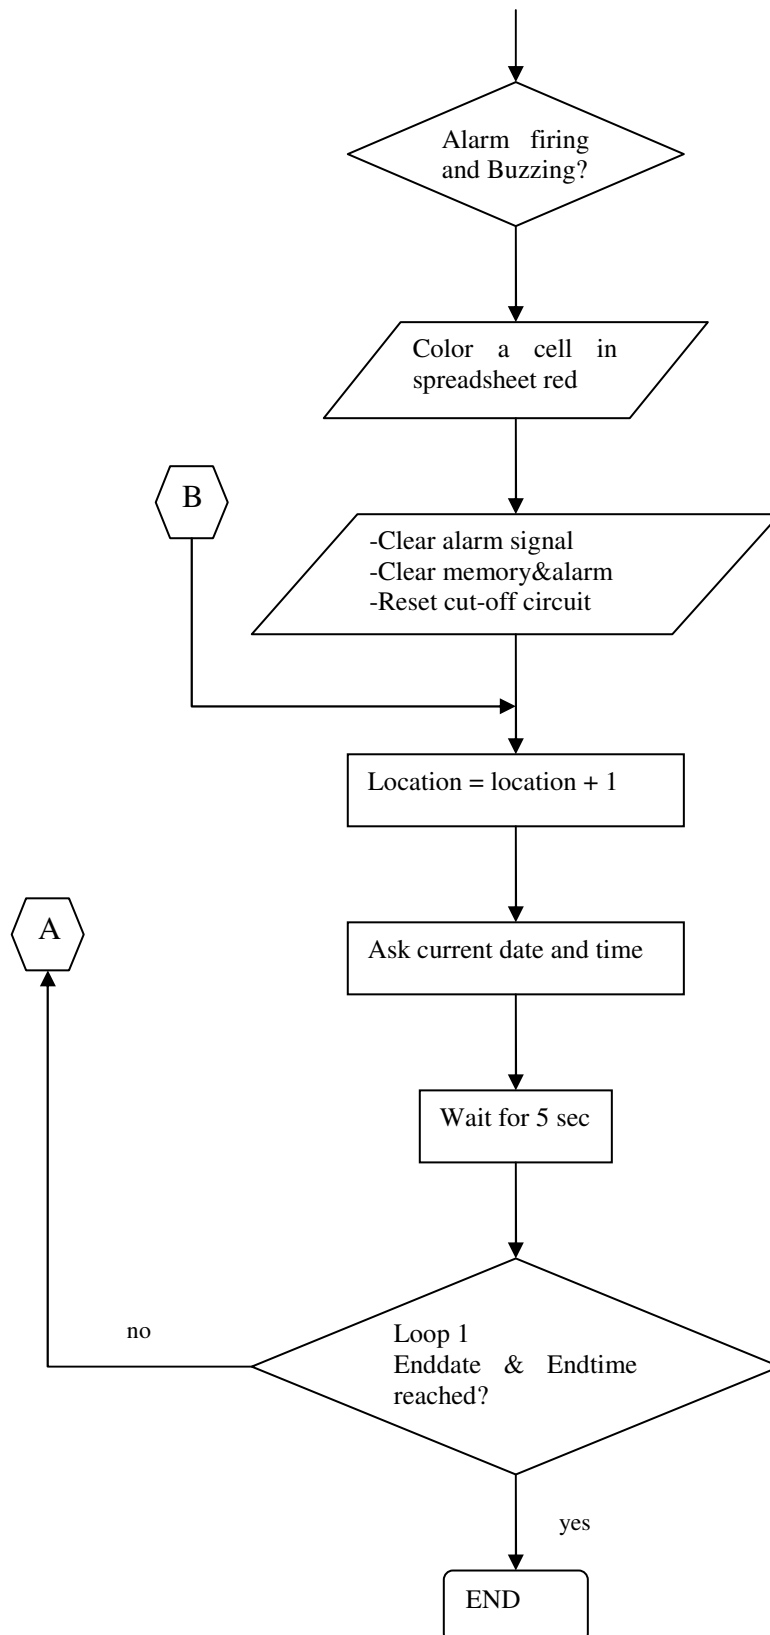 Alarm firing
and Buzzing?
Color a cell in
spreadsheet red
B
-Clear alarm signal
-Clear memory&alarm
-Reset cut-off circuit
Location = location + 1
A
Ask current date and time
Wait for 5 sec
no
Loop 1
Enddate & Endtime
reached?
yes
END